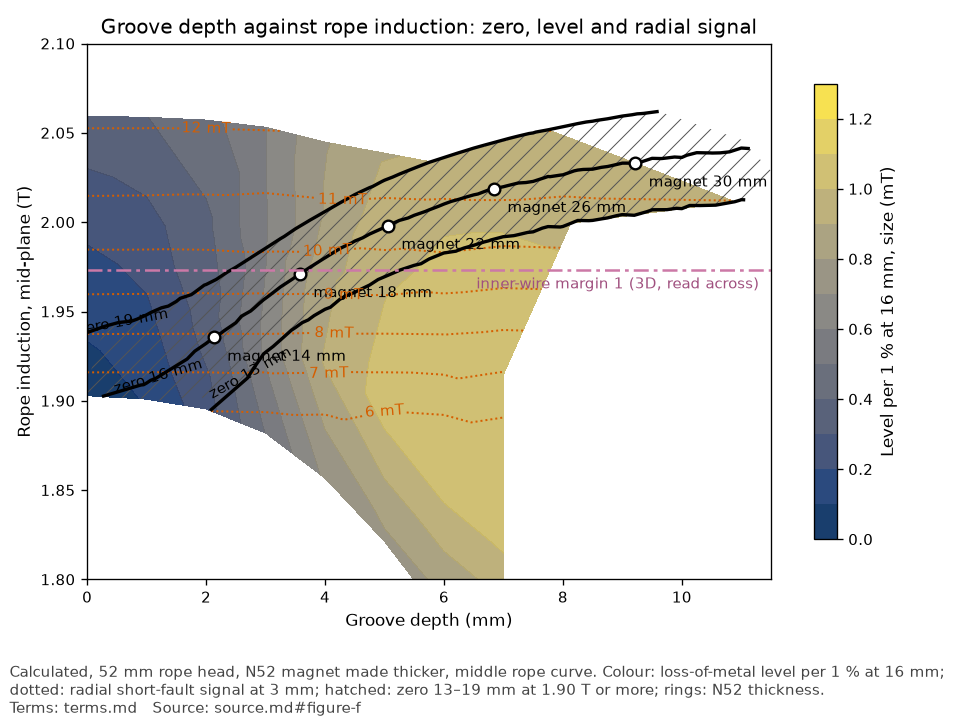 Groove depth against rope induction: zero, level and radial signal
2.10
2.05
2.00
1.95
1.90
1.85
1.80
Rope induction, mid-plane (T)
0
2
4
6
8
10
Groove depth (mm)
12 mT
11 mT
10 mT
8 mT
7 mT
6 mT
zero 16 mm
zero 13 mm
magnet 14 mm
magnet 18 mm
magnet 22 mm
magnet 26 mm
magnet 30 mm
inner-wire margin 1 (3D, read across)
1.2
1.0
0.8
0.6
0.4
0.2
0.0
Level per 1 % at 16 mm, size (mT)
Calculated, 52 mm rope head, N52 magnet made thicker, middle rope curve. Colour: loss-of-metal level per 1 % at 16 mm;
dotted: radial short-fault signal at 3 mm; hatched: zero 13–19 mm at 1.90 T or more; rings: N52 thickness.
Terms: terms.md Source: source.md#figure-f